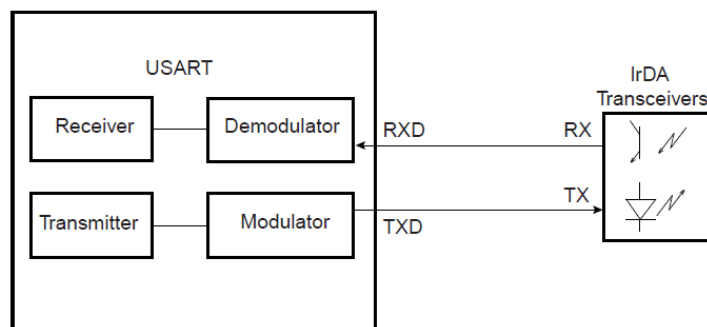 USART
IrDA
Transceivers
Receiver
Demodulator
RXD
RX
Transmitter
Modulator
TXD
TX